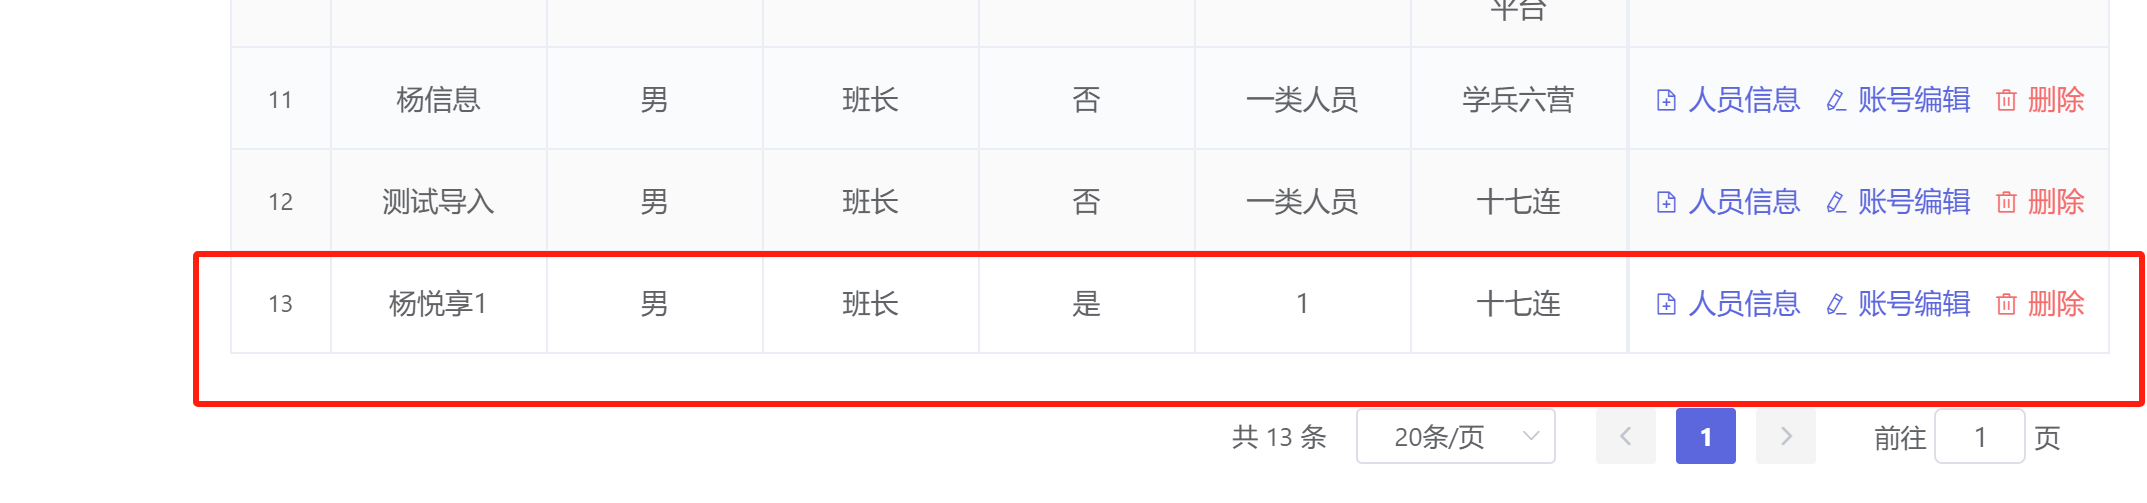 平台
11 杨信息 男 班长 否 一类人员 学兵六营 人员信息 账号编辑 删除
12 测试导入 男 班长 否 一类人员 十七连 人员信息 账号编辑 删除
13 杨悦享1 男 班长 是 1 十七连 人员信息 账号编辑 删除
共 13 条 20条/页 1 前往 1 页